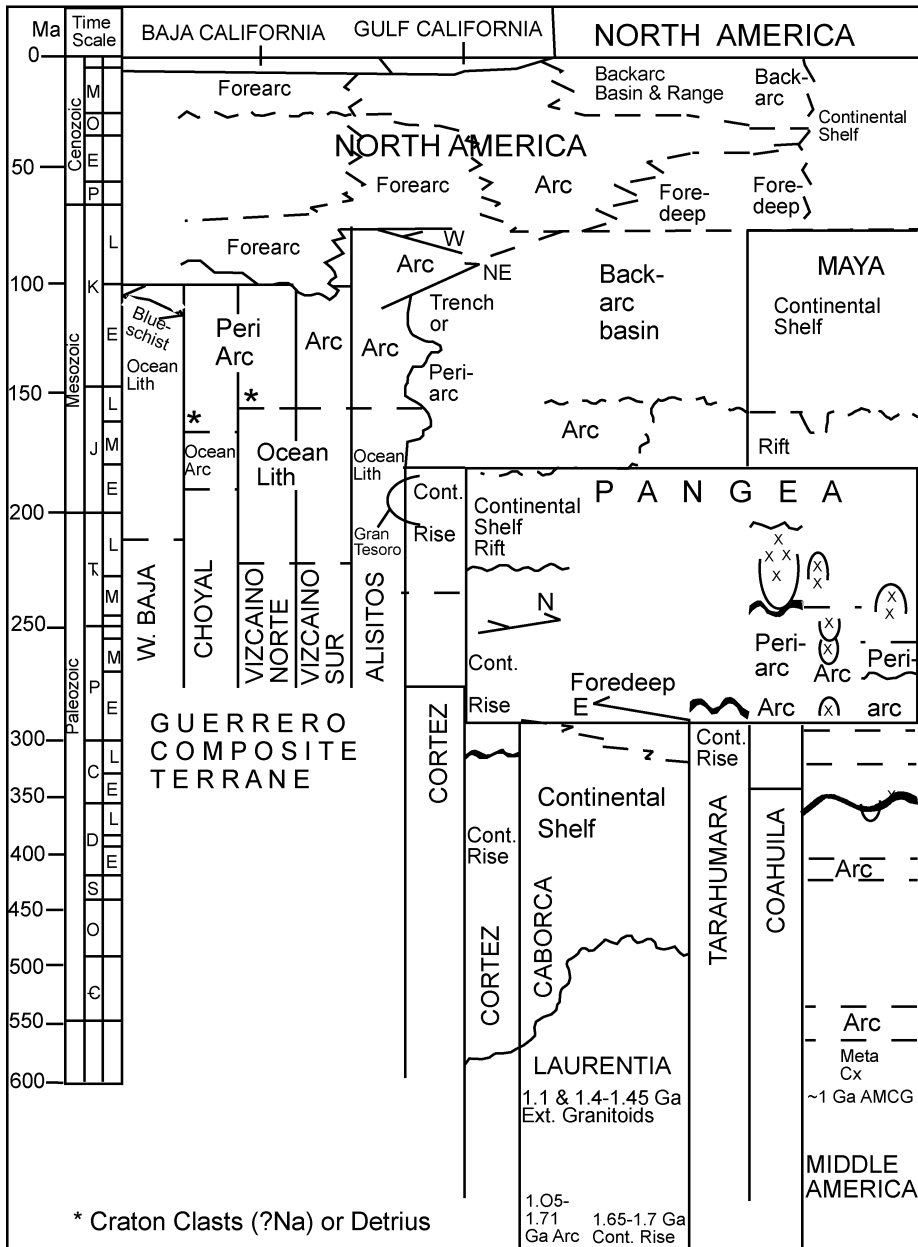 Ma
Time
Scale
BAJA CALIFORNIA
GULF CALIFORNIA
NORTH AMERICA
0
50
100
150
200
250
300
350
400
450
500
550
600
Cenozoic
Mesozoic
Paleozoic
M
O
E
P
L
K
E
L
J
M
E
L
Ꞇ
M
M
P
E
L
C
E
L
D
E
S
O
Є
Forearc
Backarc
Basin & Range
Back-
arc
Continental
Shelf
NORTH AMERICA
Forearc
Arc
Fore-
deep
Fore-
deep
Forearc
W
Arc
NE
Trench
or
Peri-
arc
Back-
arc
basin
MAYA
Continental
Shelf
Blue-
schist
Ocean
Lith
Peri
Arc
Arc
Arc
*
*
Ocean
Arc
Ocean
Lith
Ocean
Lith
Arc
Rift
Cont.
Rise
Gran
Tesoro
Continental
Shelf
Rift
PANGEA
x
x x
x
x
x
x
x
N
Cont.
Rise
Foredeep
E
Peri-
arc
x
x
Arc
Peri-
Arc
x
arc
W. BAJA
CHOYAL
VIZCAINO
NORTE
VIZCAINO
SUR
ALISITOS
CORTEZ
GUERRERO
COMPOSITE
TERRANE
Cont.
Rise
CORTEZ
Continental
Shelf
CABORCA
Cont.
Rise
TARAHUMARA
COAHUILA
x
Arc
Arc
Meta
Cx
~1 Ga AMCG
LAURENTIA
1.1 & 1.4-1.45 Ga
Ext. Granitoids
1.O5-
1.71
Ga Arc
1.65-1.7 Ga
Cont. Rise
MIDDLE
AMERICA
* Craton Clasts (?Na) or Detrius